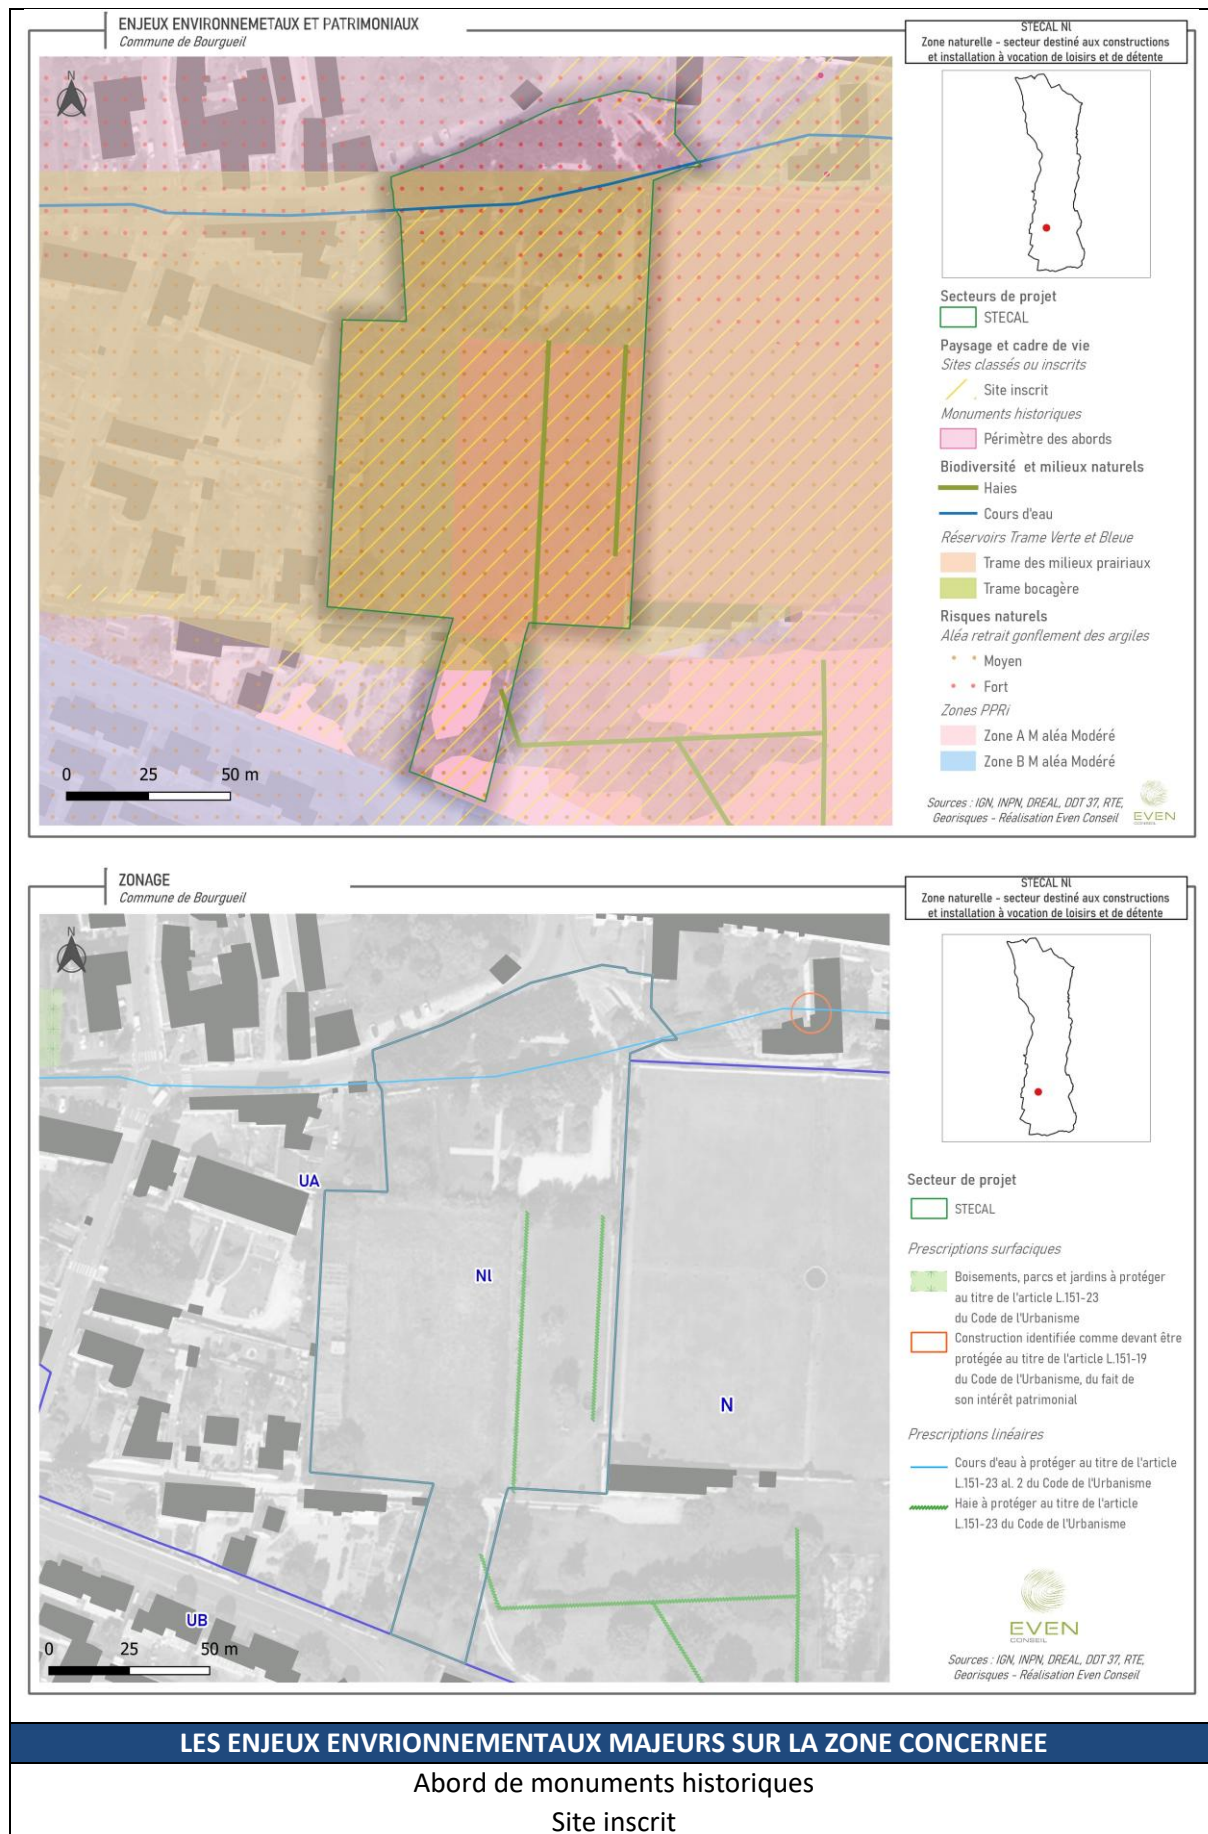 ENJEUX ENVIRONNEMETAUX ET PATRIMONIAUX
Commune de Bourgueil
STECAL Nl
Zone naturelle - secteur destiné aux constructions
et installation à vocation de loisirs et de détente
N
0 25 50 m
Secteurs de projet
STECAL
Paysage et cadre de vie
Sites classés ou inscrits
Site inscrit
Monuments historiques
Périmètre des abords
Biodiversité et milieux naturels
Haies
Cours d'eau
Réservoirs Trame Verte et Bleue
Trame des milieux prairiaux
Trame bocagère
Risques naturels
Aléa retrait gonflement des argiles
Moyen
Fort
Zones PPRi
Zone A M aléa Modéré
Zone B M aléa Modéré
Sources : IGN, INPN, DREAL, DDT 37, RTE,
Georisques - Réalisation Even Conseil
EVEN
CONSEIL
ZONAGE
Commune de Bourgueil
STECAL Nl
Zone naturelle - secteur destiné aux constructions
et installation à vocation de loisirs et de détente
N
UA
Nl
N
UB
0 25 50 m
Secteur de projet
STECAL
Prescriptions surfaciques
Boisements, parcs et jardins à protéger
au titre de l'article L.151-23
du Code de l'Urbanisme
Construction identifiée comme devant être
protégée au titre de l'article L.151-19
du Code de l'Urbanisme, du fait de
son intérêt patrimonial
Prescriptions linéaires
Cours d'eau à protéger au titre de l'article
L.151-23 al. 2 du Code de l'Urbanisme
Haie à protéger au titre de l'article
L.151-23 du Code de l'Urbanisme
EVEN
CONSEIL
Sources : IGN, INPN, DREAL, DDT 37, RTE,
Georisques - Réalisation Even Conseil
LES ENJEUX ENVRIONNEMENTAUX MAJEURS SUR LA ZONE CONCERNEE
Abord de monuments historiques
Site inscrit